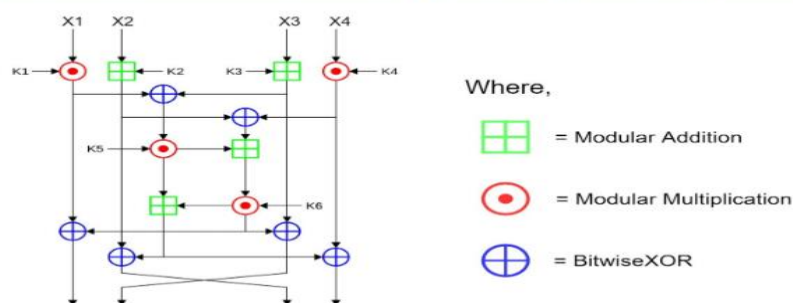 X1 X2 X3 X4
K1 K2 K3 K4
Where,
= Modular Addition
K5
= Modular Multiplication
K6
= BitwiseXOR